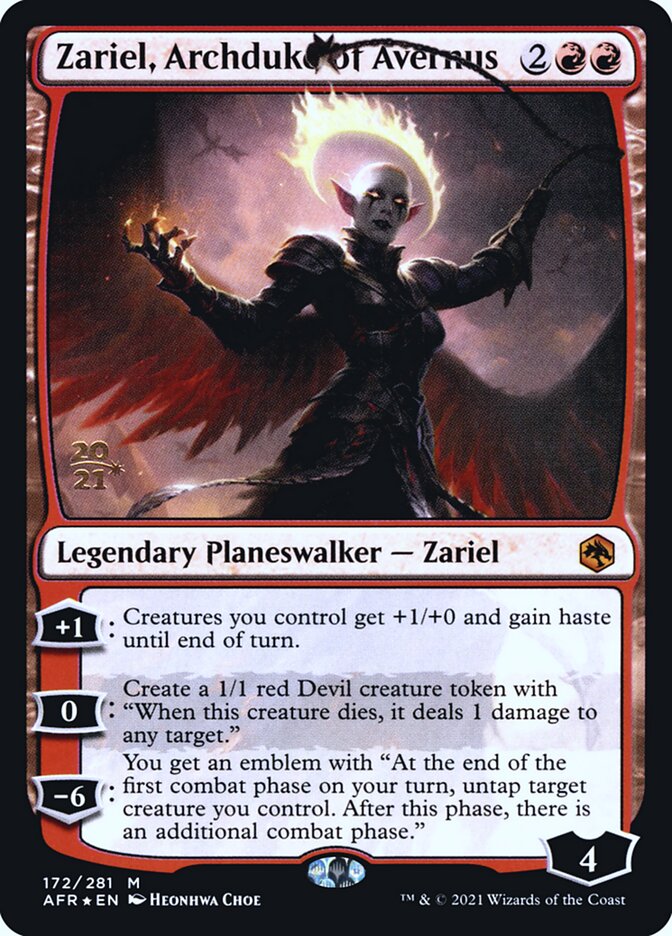 Zariel, Archduke of Avernus 2
20
21
Legendary Planeswalker — Zariel
+1: Creatures you control get +1/+0 and gain haste
until end of turn.
Create a 1/1 red Devil creature token with
0: “When this creature dies, it deals 1 damage to
any target.”
You get an emblem with “At the end of the
first combat phase on your turn, untap target
-6: creature you control. After this phase, there is
an additional combat phase.”
4
172/281 M
AFR★EN Heonhwa Choe
™ & © 2021 Wizards of the Coast